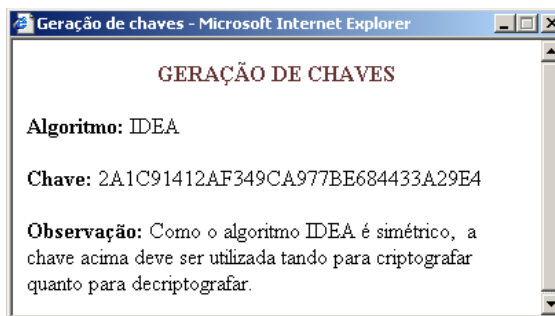 Geração de chaves - Microsoft Internet Explorer
GERAÇÃO DE CHAVES
Algoritmo: IDEA
Chave: 2A1C91412AF349CA977BE684433A29E4
Observação: Como o algoritmo IDEA é simétrico, a
chave acima deve ser utilizada tando para criptografar
quanto para decriptografar.